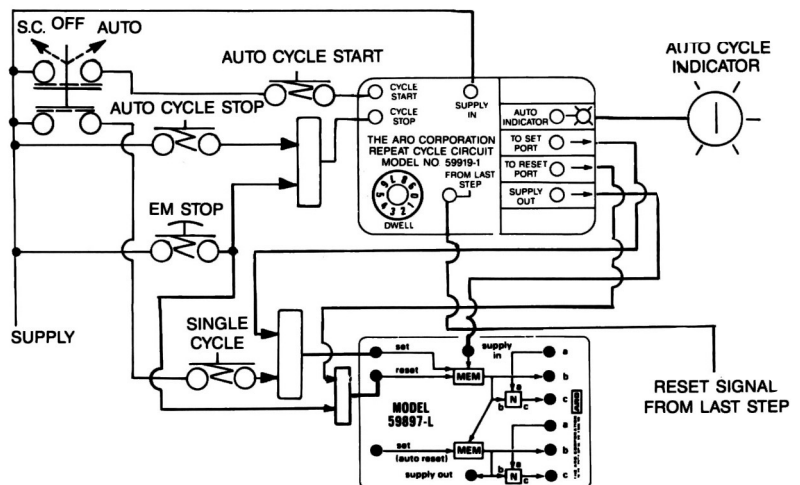 S.C. OFF AUTO
AUTO CYCLE START
AUTO CYCLE STOP
EM STOP
SUPPLY
SINGLE
CYCLE
CYCLE
START
CYCLE
STOP
SUPPLY
IN
THE ARO CORPORATION
REPEAT CYCLE CIRCUIT
MODEL NO 59919-1
FROM LAST
STEP
DWELL
AUTO
INDICATOR
TO SET
PORT
TO RESET
PORT
SUPPLY
OUT
AUTO CYCLE
INDICATOR
set
reset
supply
in
MEM
a
b
c
a
N
b
c
MODEL
59897-L
ARO
set
(auto reset)
MEM
supply out
a
b
c
a
N
b
c
RESET SIGNAL
FROM LAST STEP